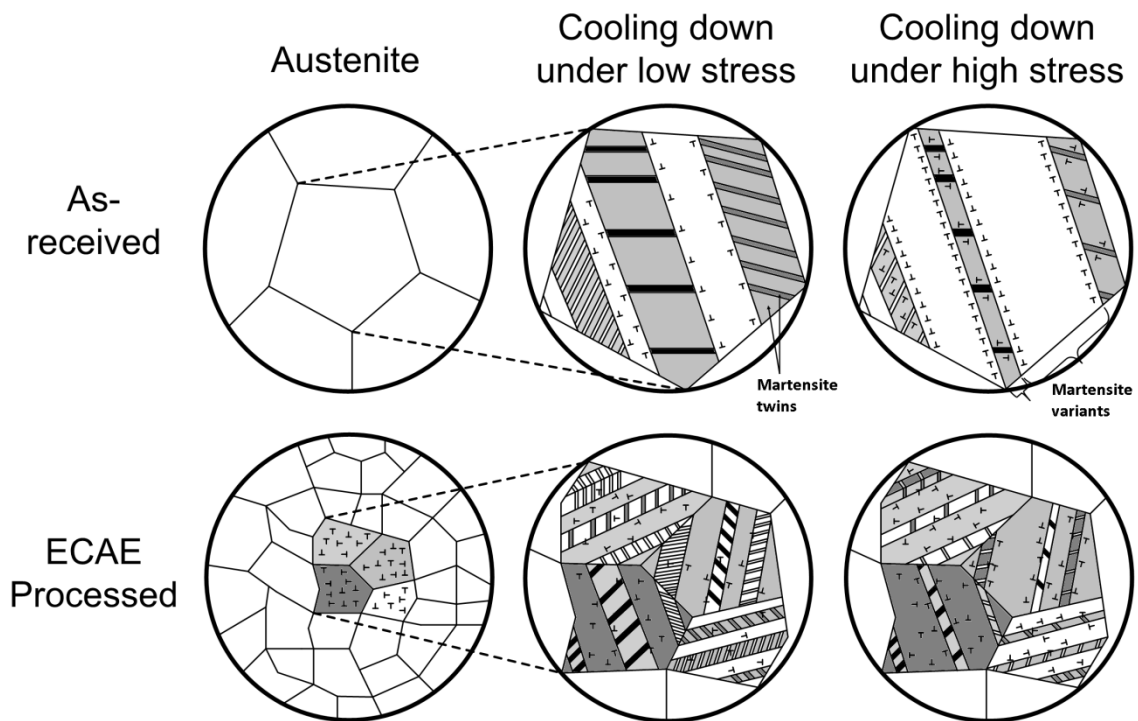 Austenite
Cooling down
under low stress
Cooling down
under high stress
As-
received
Martensite
twins
Martensite
variants
ECAE
Processed